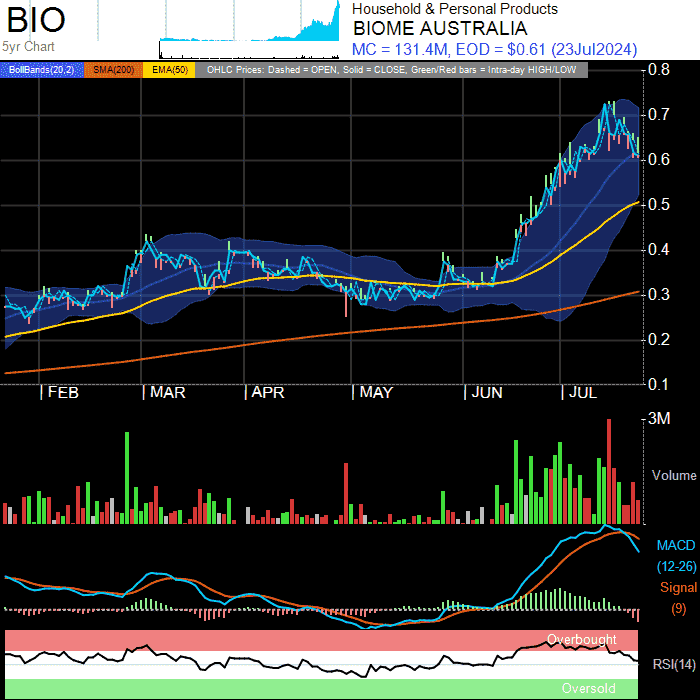 BIO
5yr Chart
Household & Personal Products
BIOME AUSTRALIA
MC = 131.4M, EOD = $0.61 (23Jul2024)
BollBands(20,2) SMA(200) EMA(50) OHLC Prices: Dashed = OPEN, Solid = CLOSE, Green/Red bars = Intra-day HIGH/LOW
0.8
0.7
0.6
0.5
0.4
0.3
0.2
0.1
| FEB | MAR | APR | MAY | JUN | JUL
3M
Volume
MACD
(12-26)
Signal
(9)
Overbought
RSI(14)
Oversold